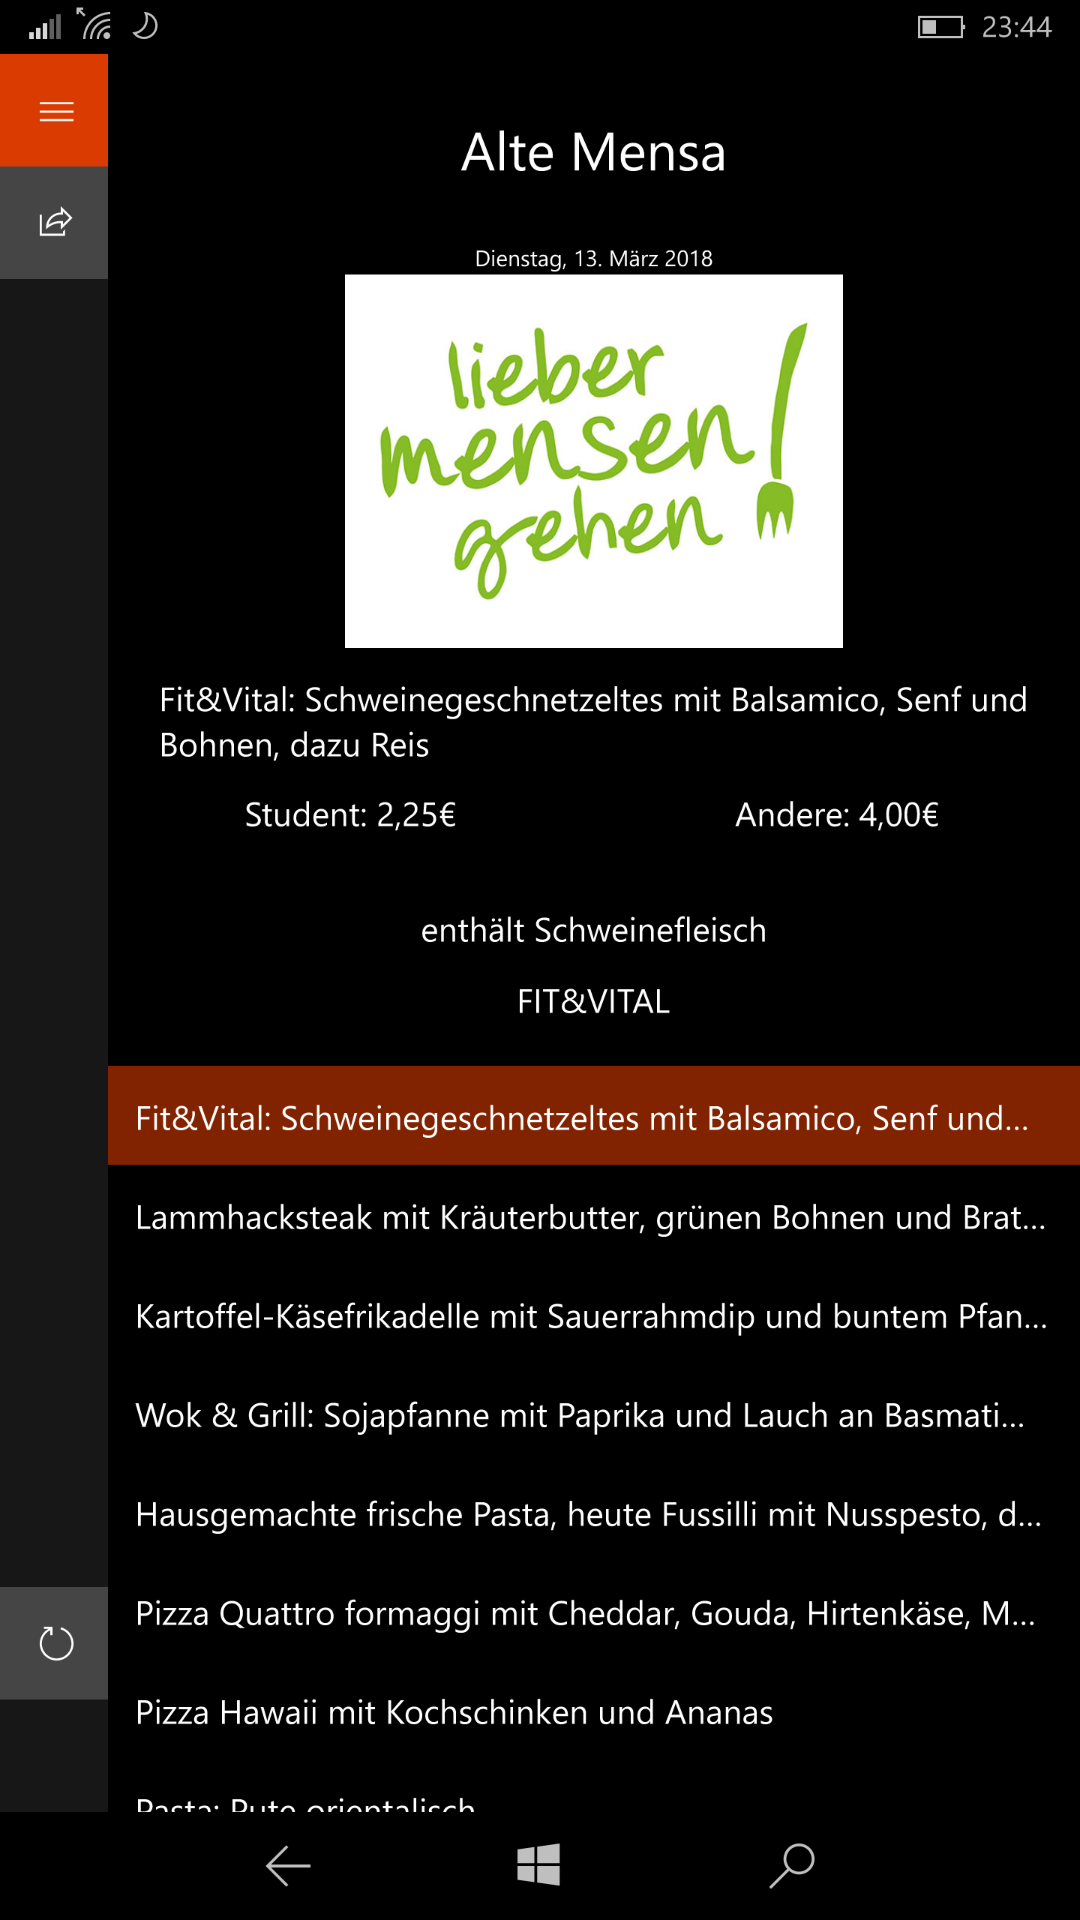 23:44
Alte Mensa
Dienstag, 13. März 2018
lieber
mensen
gehen!
Fit&Vital: Schweinegeschnetzeltes mit Balsamico, Senf und
Bohnen, dazu Reis
Student: 2,25€
Andere: 4,00€
enthält Schweinefleisch
FIT&VITAL
Fit&Vital: Schweinegeschnetzeltes mit Balsamico, Senf und...
Lammhacksteak mit Kräuterbutter, grünen Bohnen und Brat...
Kartoffel-Käsefrikadelle mit Sauerrahmdip und buntem Pfan...
Wok & Grill: Sojapfanne mit Paprika und Lauch an Basmati...
Hausgemachte frische Pasta, heute Fussilli mit Nusspesto, d...
Pizza Quattro formaggi mit Cheddar, Gouda, Hirtenkäse, M...
Pizza Hawaii mit Kochschinken und Ananas
Pasta: Pute orientalisch